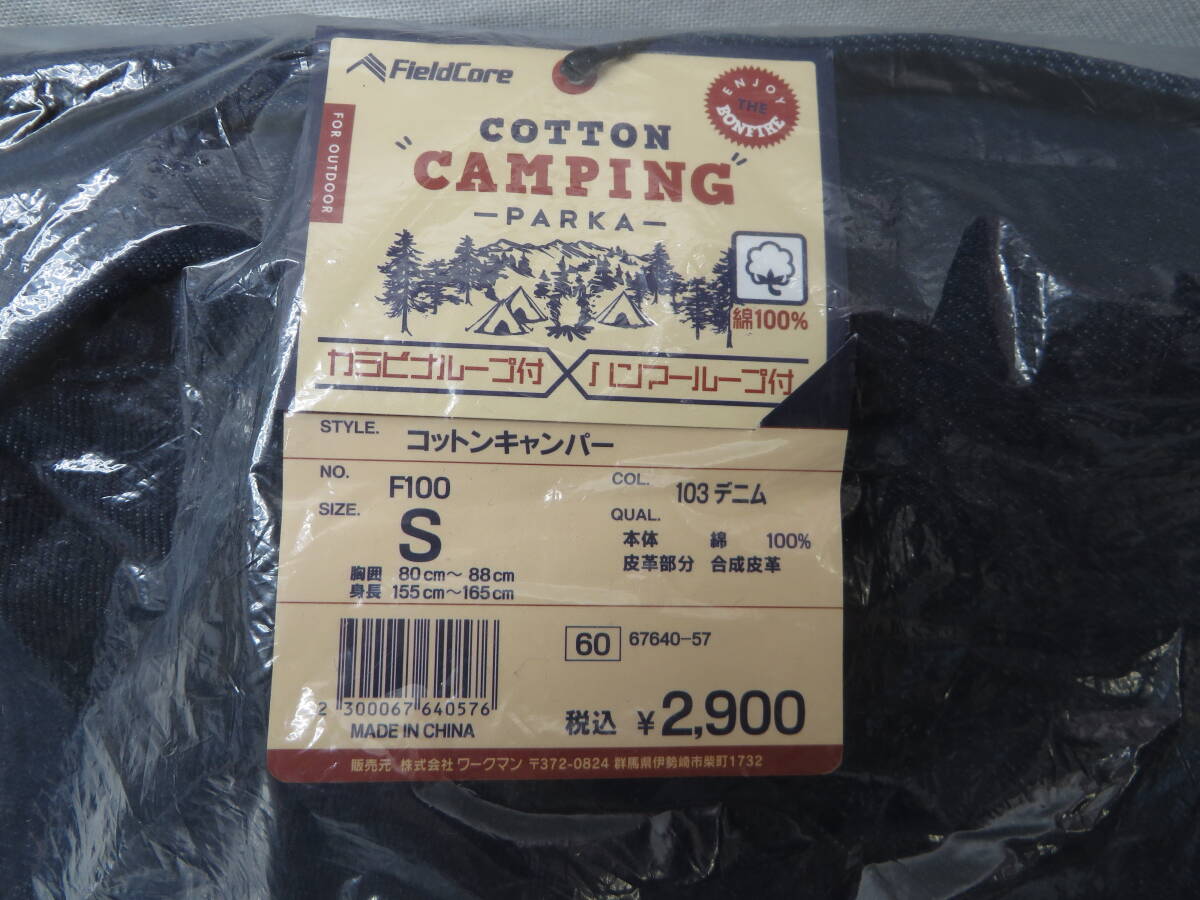 FieldCore
FOR OUTDOOR
ENJOY
THE
BONFIRE
COTTON
"CAMPING"
—PARKA—
綿100%
カラビナループ付 ハンマーループ付
STYLE. コットンキャンパー
NO. F100
COL. 103 デニム
SIZE. S
QUAL.
本体 綿 100%
皮革部分 合成皮革
胸囲 80cm～88cm
身長 155cm～165cm
60 67640-57
2 300067 640576
MADE IN CHINA
税込 ¥2,900
販売元 株式会社 ワークマン 〒372-0824 群馬県伊勢崎市柴町1732